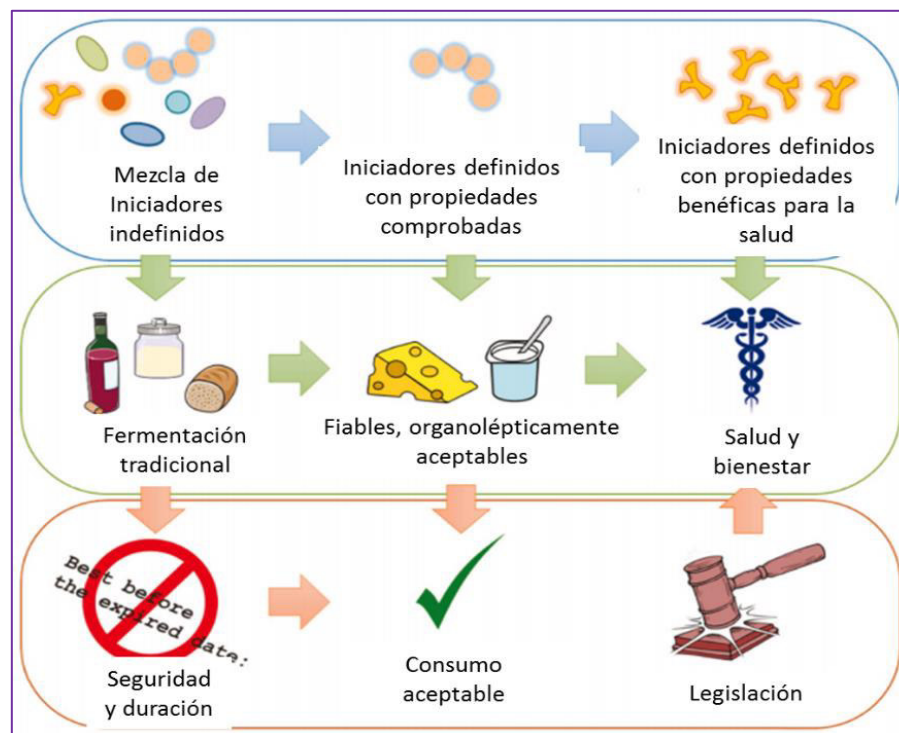 Mezcla de
Iniciadores
indefinidos
Iniciadores definidos
con propiedades
comprobadas
Iniciadores definidos
con propiedades
benéficas para la
salud
Fermentación
tradicional
Fiables, organolépticamente
aceptables
Salud y
bienestar
Best before
the expired date:
Seguridad
y duración
Consumo
aceptable
Legislación